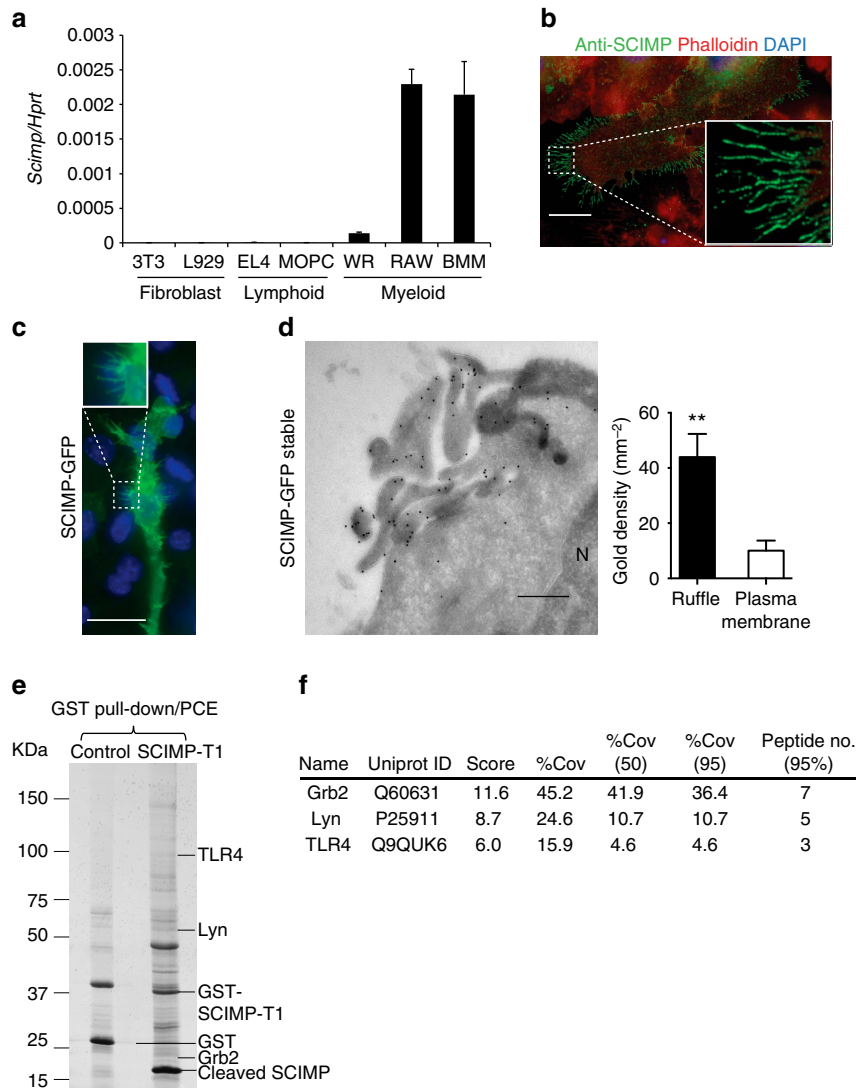 a
Scimp/Hprt
0.003
0.0025
0.002
0.0015
0.001
0.0005
0
3T3 L929 EL4 MOPC WR RAW BMM
Fibroblast Lymphoid Myeloid
b
Anti-SCIMP Phalloidin DAPI
c
SCIMP-GFP
d
SCIMP-GFP stable
N
Gold density (mm⁻²)
60
40
20
0
**
Ruffle Plasma membrane
e
GST pull-down/PCE
KDa Control SCIMP-T1
150
100
75
50
37
25
15
TLR4
Lyn
GST-
SCIMP-T1
GST
Grb2
Cleaved SCIMP
f
Name Uniprot ID Score %Cov %Cov (50) %Cov (95) Peptide no. (95%)
Grb2 Q60631 11.6 45.2 41.9 36.4 7
Lyn P25911 8.7 24.6 10.7 10.7 5
TLR4 Q9QUK6 6.0 15.9 4.6 4.6 3